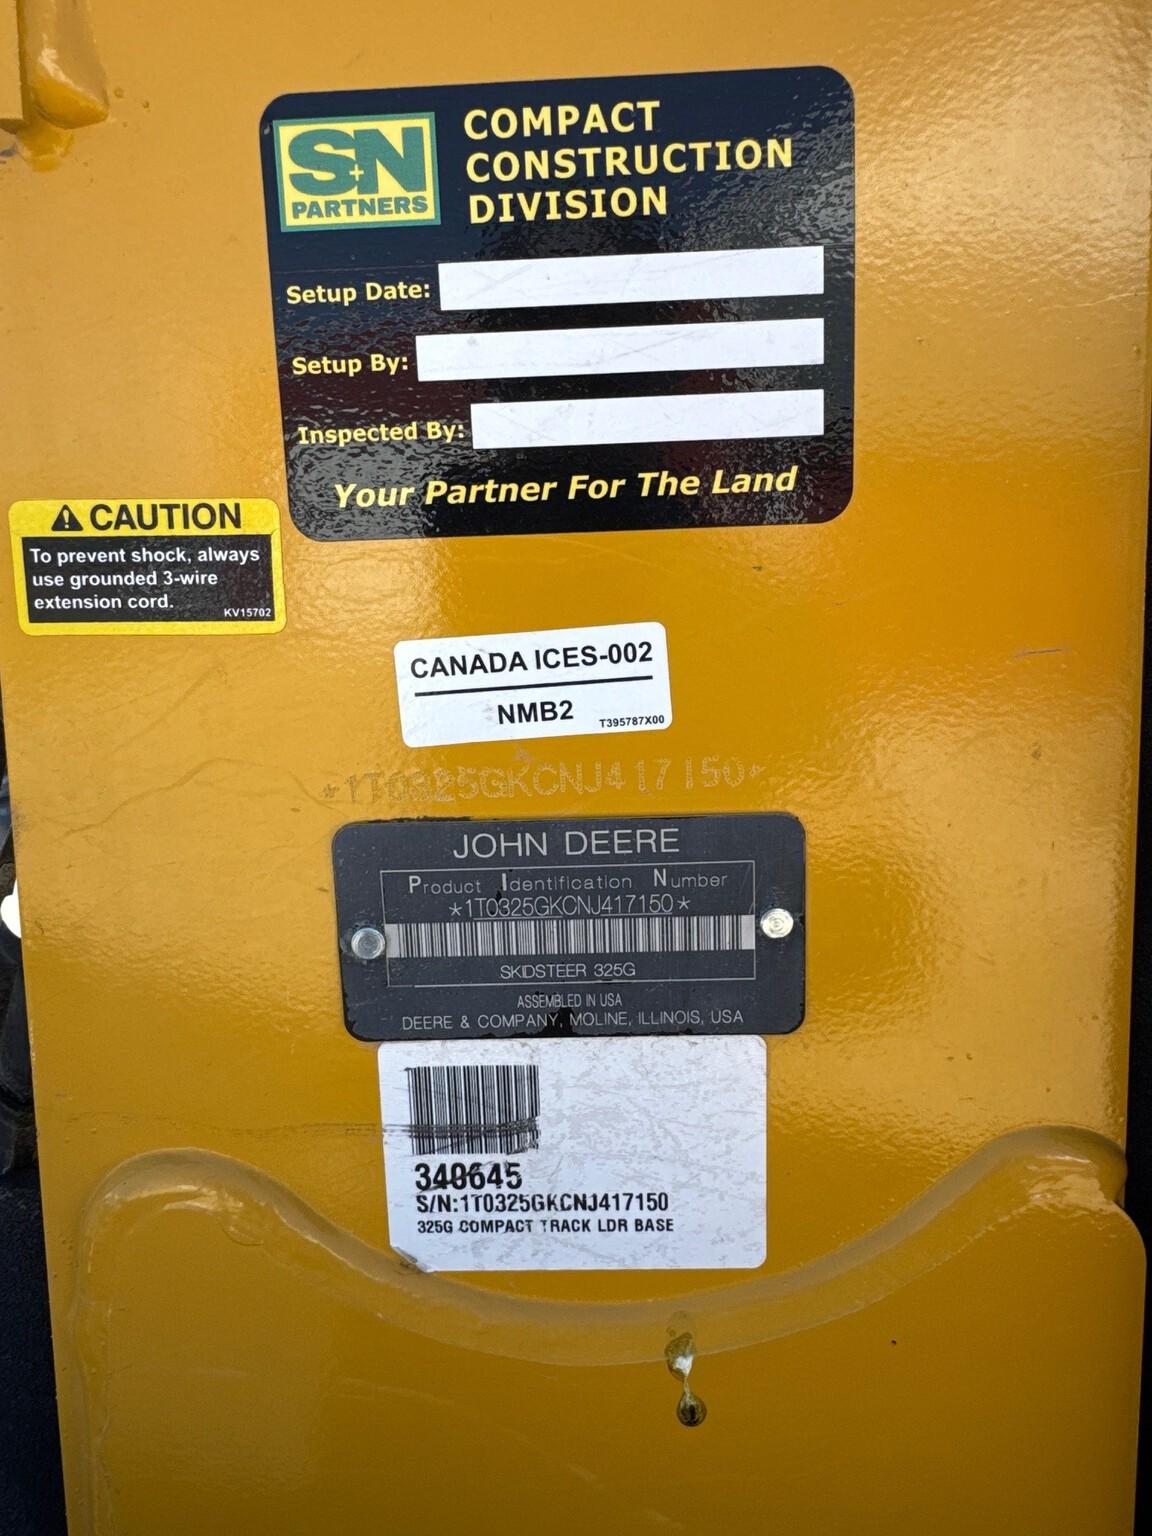 S+N
PARTNERS
COMPACT
CONSTRUCTION
DIVISION
Setup Date:
Setup By:
Inspected By:
Your Partner For The Land
CAUTION
To prevent shock, always
use grounded 3-wire
extension cord.
KV15702
CANADA ICES-002
NMB2
T395787X00
*1T0325GKCNJ417150*
JOHN DEERE
Product Identification Number
*1T0325GKCNJ417150*
SKIDSTEER 325G
ASSEMBLED IN USA
DEERE & COMPANY, MOLINE, ILLINOIS, USA
340645
S/N:1T0325GKCNJ417150
325G COMPACT TRACK LDR BASE